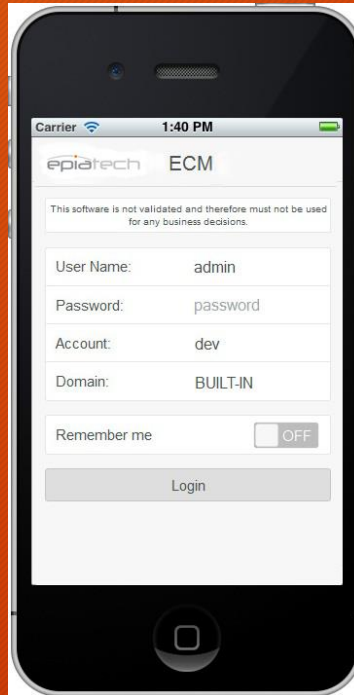 Carrier 1:40 PM
epiatech ECM
This software is not validated and therefore must not be used
for any business decisions.
User Name: admin
Password: password
Account: dev
Domain: BUILT-IN
Remember me OFF
Login